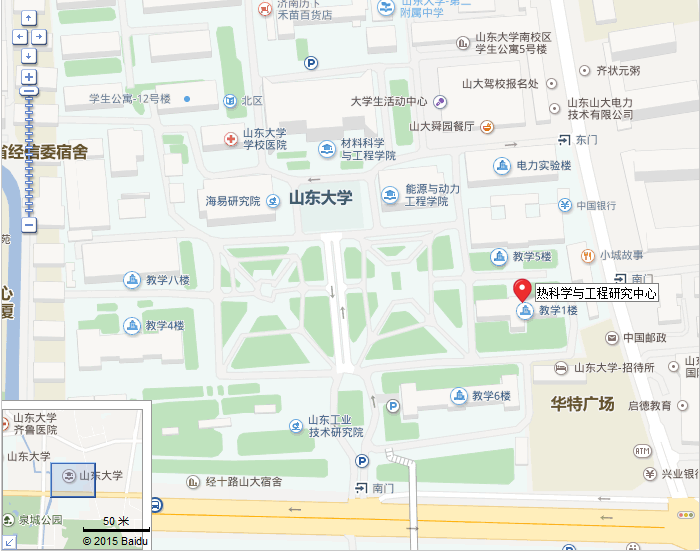 济南历下
禾苗百货店
山东大学-第二
附属中学
山东大学南校区
学生公寓5号楼
齐状元粥
山大驾校报名处
学生公寓-12号楼
北区
大学生活动中心
山东山大电力
技术有限公司
山大舜园餐厅
山东大学
学校医院
材料科学
与工程学院
东门
省经信委宿舍
电力实验楼
海易研究院
山东大学
能源与动力
工程学院
中国银行
苑
教学5楼
小城故事
教学八楼
南门
心
厦
热科学与工程研究中心
教学1楼
教学4楼
中国邮政
山东大学-招待所
山东
国际
教学6楼
华特广场
启德教育
山东大学
齐鲁医院
山东工业
技术研究院
ATM
山东大学
山东大学
兴业银行
经十路山大宿舍
南门
泉城公园
50 米
© 2015 Baidu